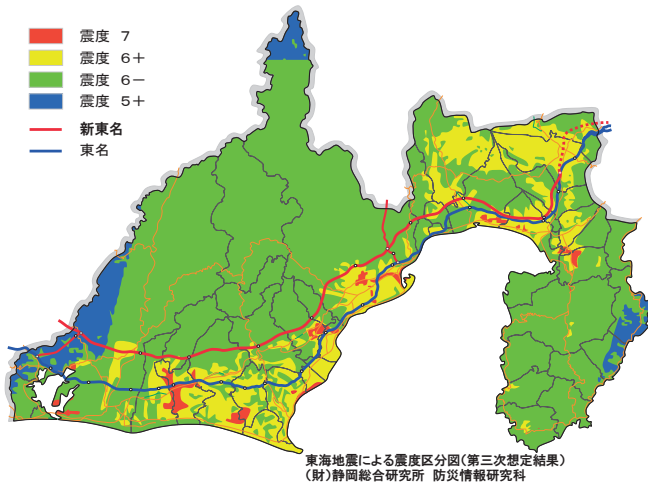 震度 7
震度 6+
震度 6−
震度 5+
新東名
東名
東海地震による震度区分図(第三次想定結果)
(財)静岡総合研究所 防災情報研究科